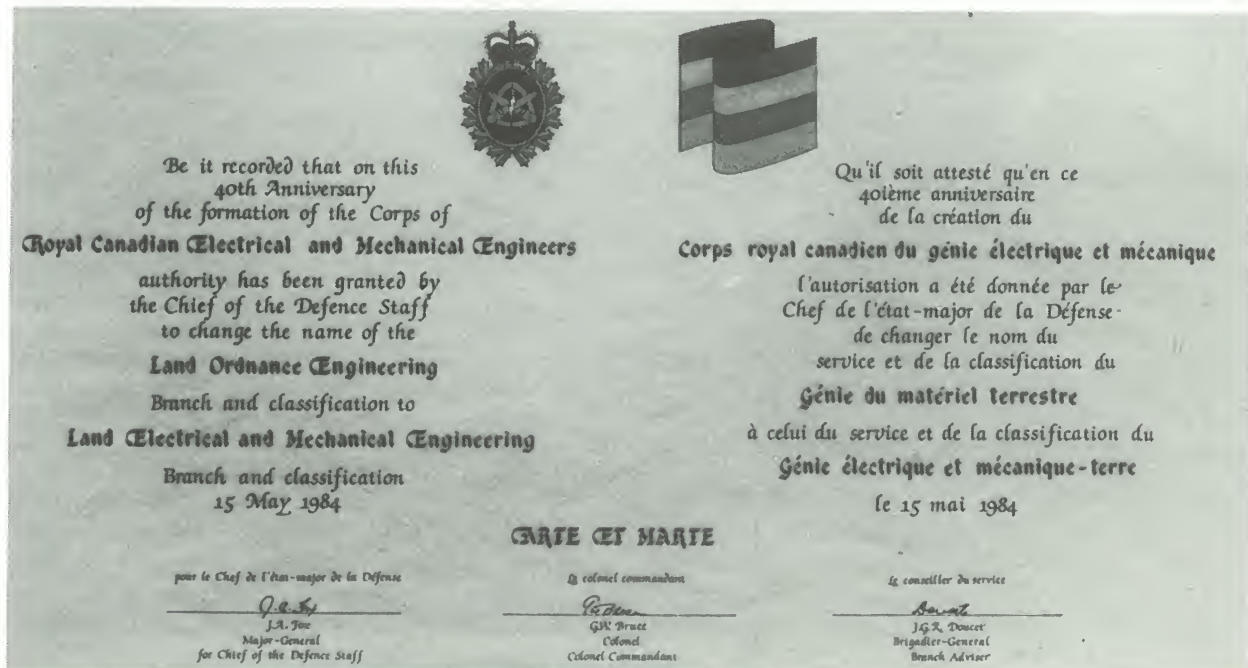 Be it recorded that on this
40th Anniversary
of the formation of the Corps of
Royal Canadian Electrical and Mechanical Engineers
authority has been granted by
the Chief of the Defence Staff
to change the name of the
Land Ordnance Engineering
Branch and classification to
Land Electrical and Mechanical Engineering
Branch and classification
15 May 1984
Qu'il soit attesté qu'en ce
40ième anniversaire
de la création du
Corps royal canadien du génie électrique et mécanique
l'autorisation a été donnée par le
Chef de l'état-major de la Défense
de changer le nom du
service et de la classification du
Génie du matériel terrestre
à celui du service et de la classification du
Génie électrique et mécanique-terre
le 15 mai 1984
ARTE ET MARTE
pour le Chef de l'état-major de la Défense
J.A. Fox
J.A. Fox
Major-General
for Chief of the Defence Staff
Le colonel commandant
G.W. Bruce
Colonel
Colonel Commandant
Le conseiller du service
J.G.R. Doucet
Brigadier-General
Branch Adviser